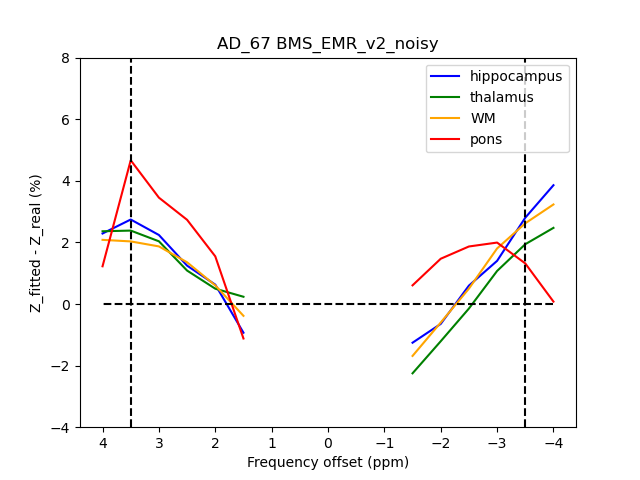 AD_67 BMS_EMR_v2_noisy
hippocampus
thalamus
WM
pons
Z_fitted - Z_real (%)
8
6
4
2
0
−2
−4
4 3 2 1 0 −1 −2 −3 −4
Frequency offset (ppm)